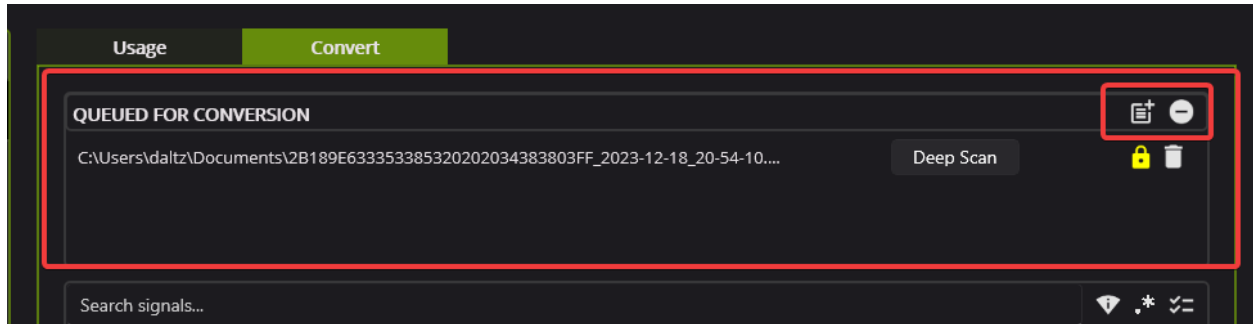 Usage Convert
QUEUED FOR CONVERSION
C:\Users\daltz\Documents\2B189E633353385320202034383803FF_2023-12-18_20-54-10.... Deep Scan
Search signals...
.*